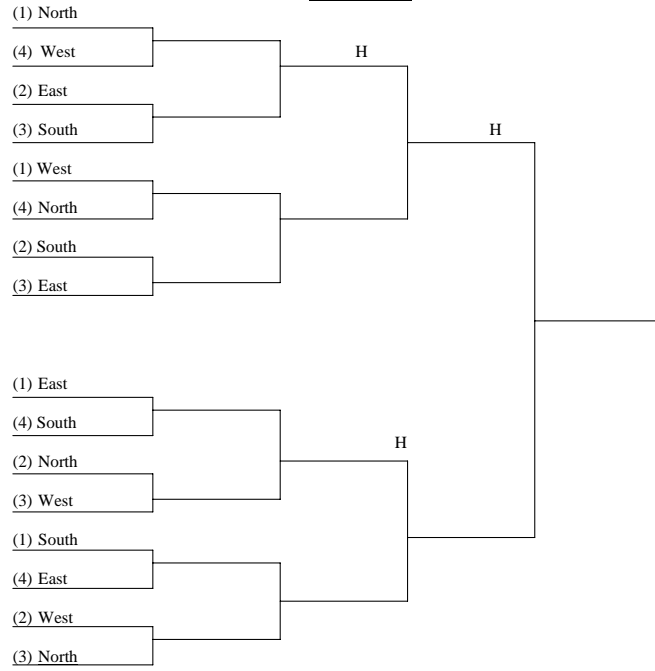 (1) North
H
(4) West
(2) East
H
(3) South
(1) West
(4) North
(2) South
(3) East
(1) East
(4) South
H
(2) North
(3) West
(1) South
(4) East
(2) West
(3) North